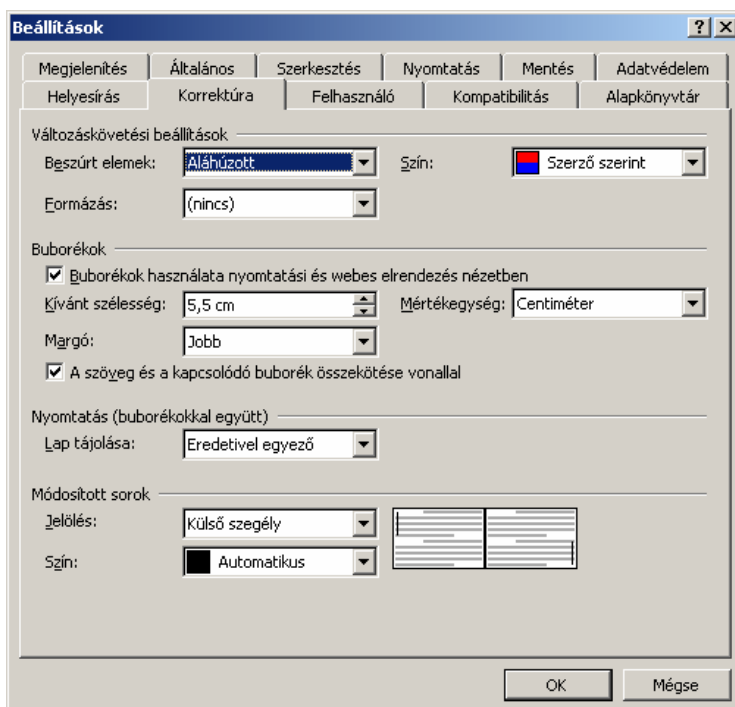 Beállítások
Megjelenítés Általános Szerkesztés Nyomtatás Mentés Adatvédelem
Helyesírás Korrektúra Felhasználó Kompatibilitás Alapkönyvtár
Változáskövetési beállítások
Beszúrt elemek: Aláhúzott Szín: Szerző szerint
Formázás: (nincs)
Buborékok
Buborékok használata nyomtatási és webes elrendezés nézetben
Kívánt szélesség: 5,5 cm Mértékegység: Centiméter
Margó: Jobb
A szöveg és a kapcsolódó buborék összekötése vonallal
Nyomtatás (buborékokkal együtt)
Lap tájolása: Eredetivel egyező
Módosított sorok
Jelölés: Külső szegély
Szín: Automatikus
OK Mégse